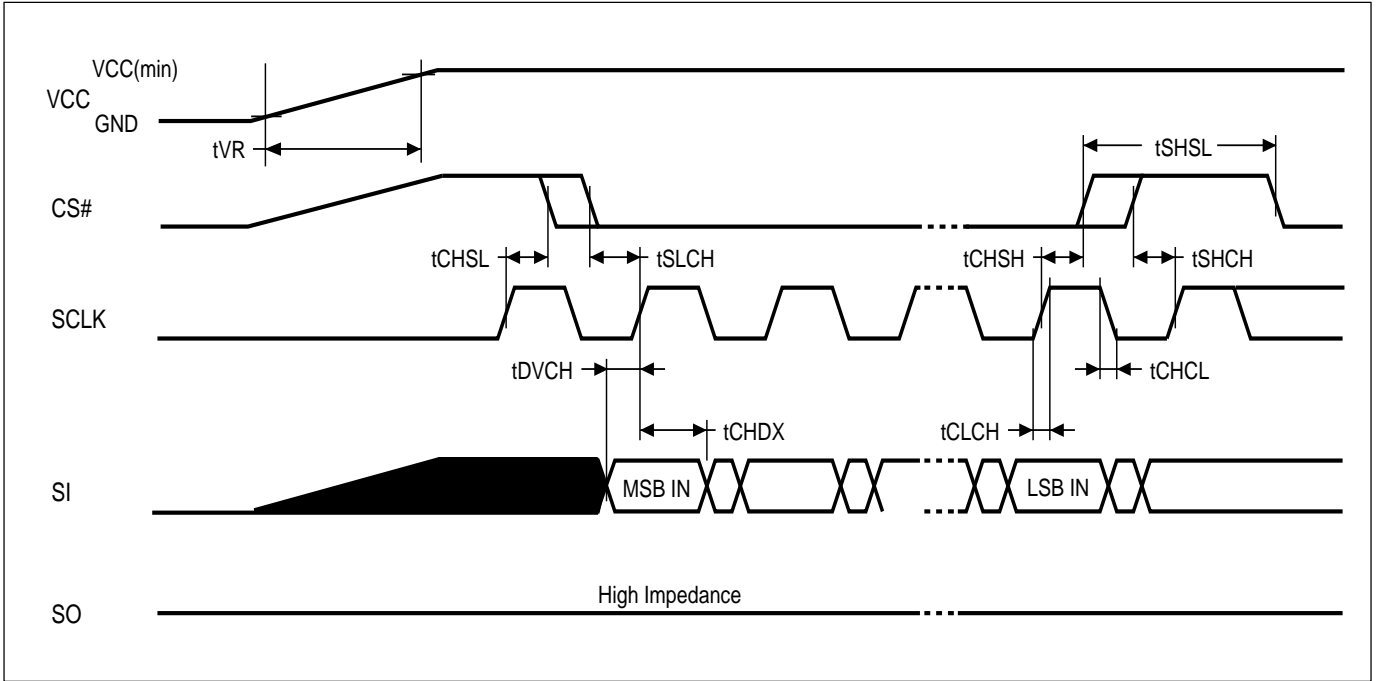 VCC(min)
VCC
GND
tVR
tSHSL
CS#
tCHSL
tSLCH
tCHSH
tSHCH
SCLK
tDVCH
tCHCL
tCHDX
tCLCH
SI
MSB IN
LSB IN
High Impedance
SO